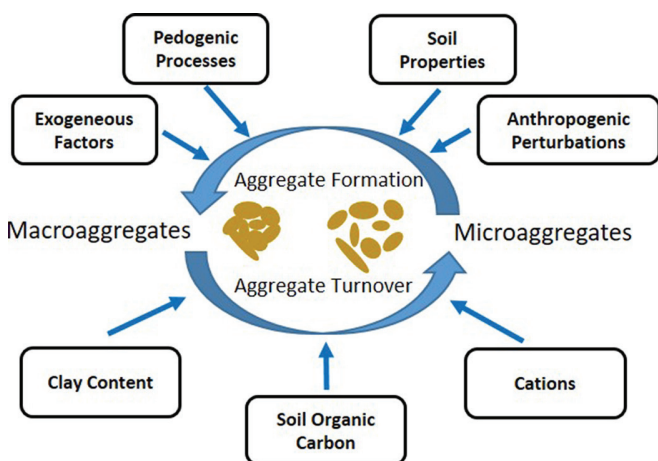 Pedogenic
Processes
Soil
Properties
Exogeneous
Factors
Anthropogenic
Perturbations
Aggregate Formation
Macroaggregates
Microaggregates
Aggregate Turnover
Clay Content
Soil Organic
Carbon
Cations